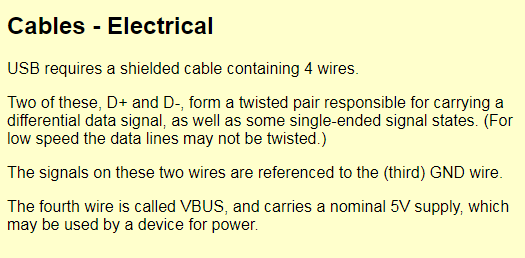 Cables - Electrical
USB requires a shielded cable containing 4 wires.
Two of these, D+ and D-, form a twisted pair responsible for carrying a
differential data signal, as well as some single-ended signal states. (For
low speed the data lines may not be twisted.)
The signals on these two wires are referenced to the (third) GND wire.
The fourth wire is called VBUS, and carries a nominal 5V supply, which
may be used by a device for power.